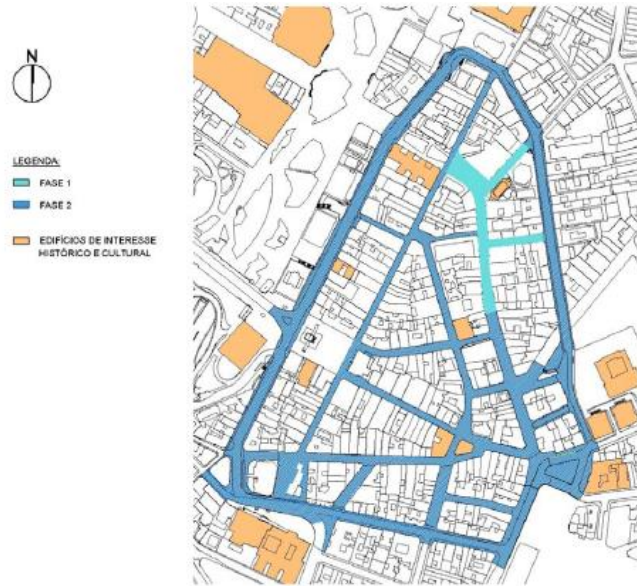 N
LEGENDA:
FASE 1
FASE 2
EDIFÍCIOS DE INTERESSE
HISTÓRICO E CULTURAL